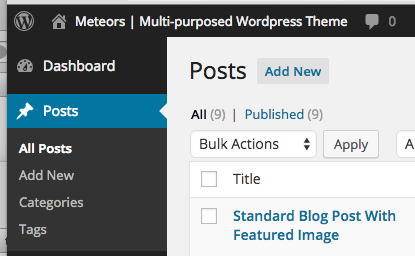 Meteors | Multi-purposed Wordpress Theme 0
Dashboard
Posts
All Posts
Add New
Categories
Tags
Posts Add New
All (9) | Published (9)
Bulk Actions Apply A
Title
Standard Blog Post With
Featured Image